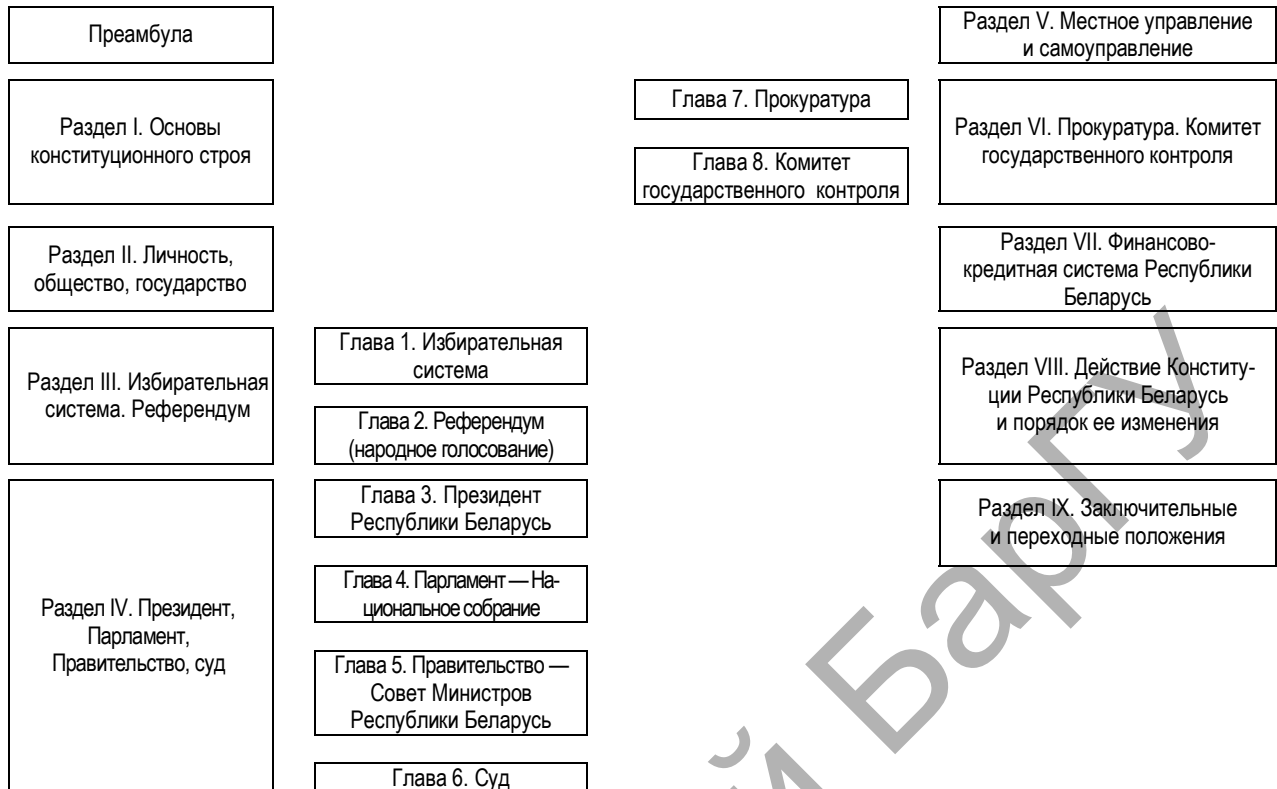 Преамбула
Раздел I. Основы
конституционного строя
Раздел II. Личность,
общество, государство
Раздел III. Избирательная
система. Референдум
Глава 1. Избирательная
система
Глава 2. Референдум
(народное голосование)
Раздел IV. Президент,
Парламент,
Правительство, суд
Глава 3. Президент
Республики Беларусь
Глава 4. Парламент — На-
циональное собрание
Глава 5. Правительство —
Совет Министров
Республики Беларусь
Глава 6. Суд
Раздел V. Местное управление
и самоуправление
Глава 7. Прокуратура
Глава 8. Комитет
государственного контроля
Раздел VI. Прокуратура. Комитет
государственного контроля
Раздел VII. Финансово-
кредитная система Республики
Беларусь
Раздел VIII. Действие Конститу-
ции Республики Беларусь
и порядок ее изменения
Раздел IX. Заключительные
и переходные положения
й БарГУ